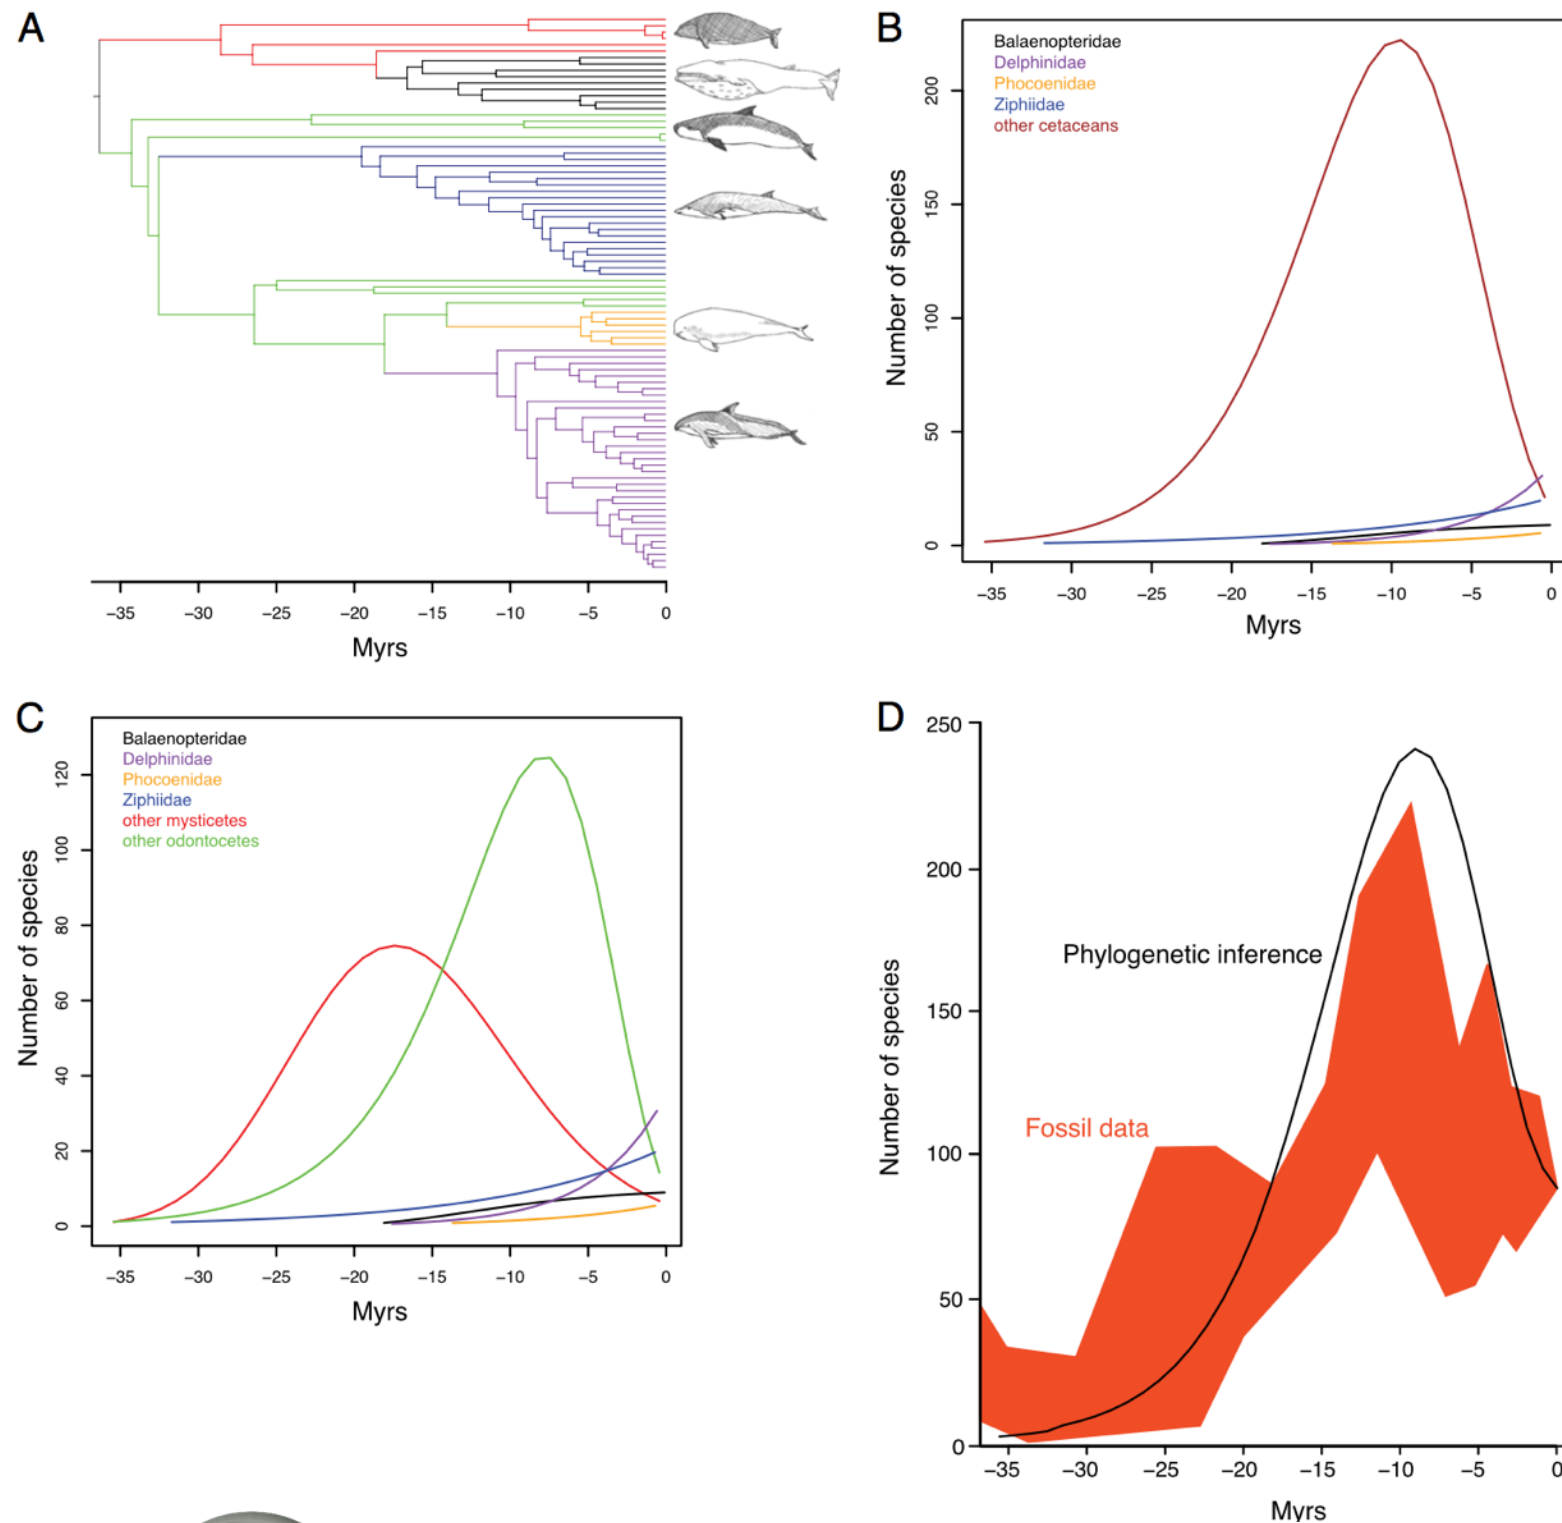 A
−35 −30 −25 −20 −15 −10 −5 0
Myrs
B
Balaenopteridae
Delphinidae
Phocoenidae
Ziphiidae
other cetaceans
Number of species
200
150
100
50
0
−35 −30 −25 −20 −15 −10 −5 0
Myrs
C
Balaenopteridae
Delphinidae
Phocoenidae
Ziphiidae
other mysticetes
other odontocetes
Number of species
120
100
80
60
40
20
0
−35 −30 −25 −20 −15 −10 −5 0
Myrs
D
250
200
150
100
50
0
Number of species
Phylogenetic inference
Fossil data
−35 −30 −25 −20 −15 −10 −5 0
Myrs